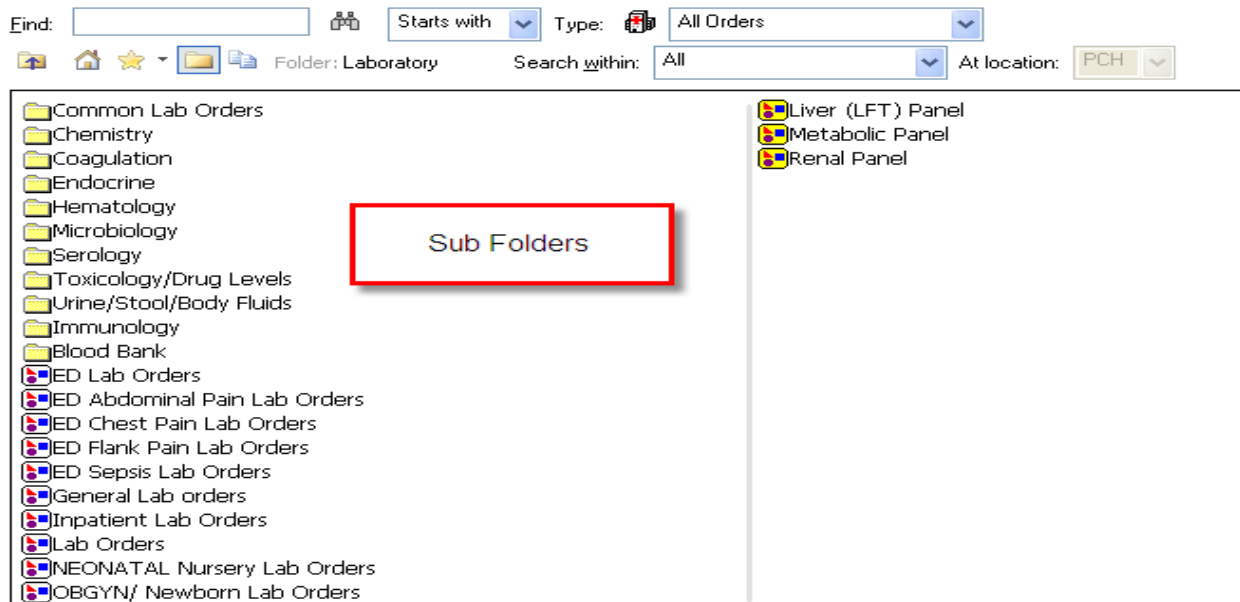 Find: Starts with Type: All Orders
Folder: Laboratory Search within: All At location: PCH
Common Lab Orders
Chemistry
Coagulation
Endocrine
Hematology
Microbiology
Serology
Toxicology/Drug Levels
Urine/Stool/Body Fluids
Immunology
Blood Bank
ED Lab Orders
ED Abdominal Pain Lab Orders
ED Chest Pain Lab Orders
ED Flank Pain Lab Orders
ED Sepsis Lab Orders
General Lab orders
Inpatient Lab Orders
Lab Orders
NEONATAL Nursery Lab Orders
OBGYN/ Newborn Lab Orders
Sub Folders
Liver (LFT) Panel
Metabolic Panel
Renal Panel